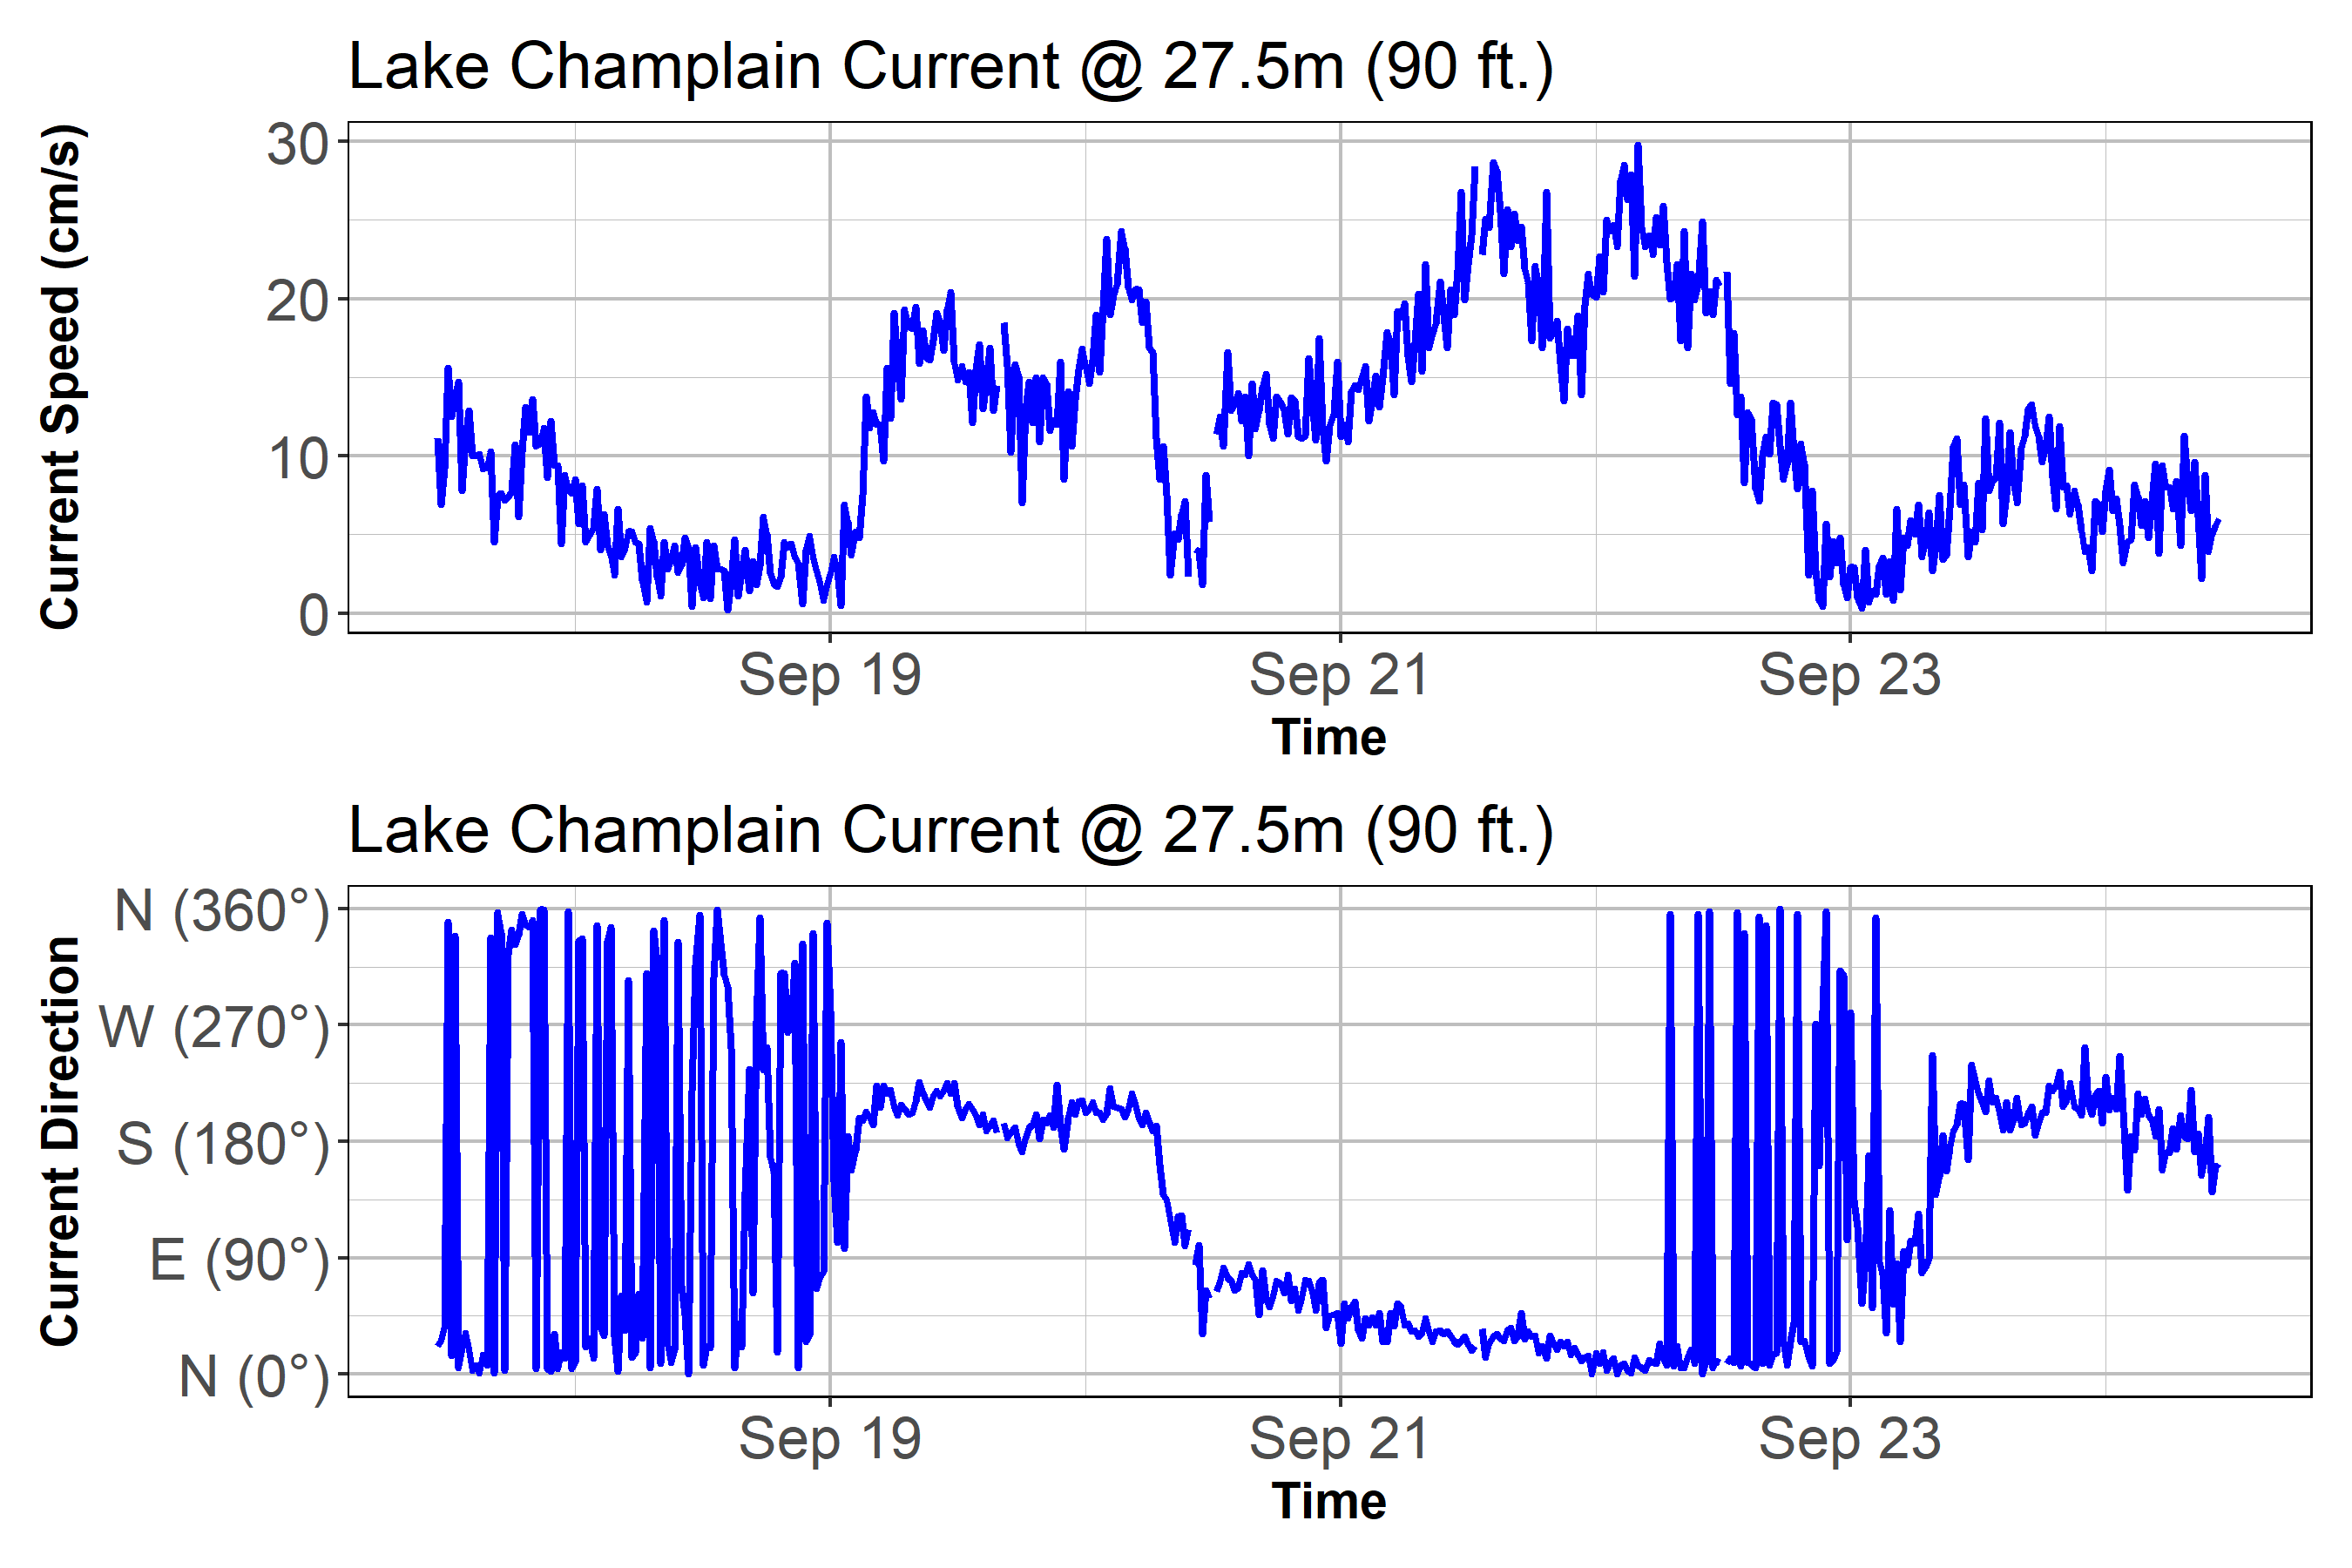 Lake Champlain Current @ 27.5m (90 ft.)
Current Speed (cm/s)
30
20
10
0
Sep 19 Sep 21 Sep 23
Time
Lake Champlain Current @ 27.5m (90 ft.)
Current Direction
N (360°)
W (270°)
S (180°)
E (90°)
N (0°)
Sep 19 Sep 21 Sep 23
Time